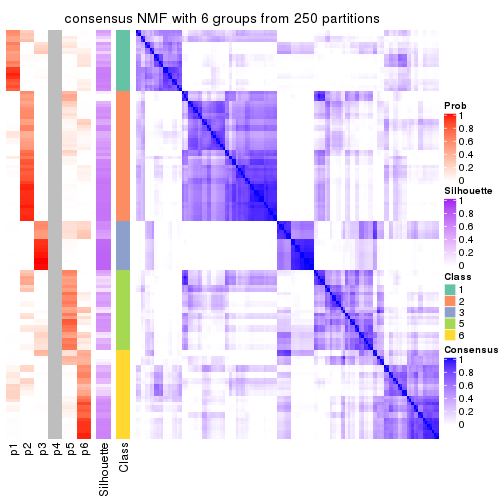 consensus NMF with 6 groups from 250 partitions
Prob
1
0.8
0.6
0.4
0.2
0
Silhouette
1
0.8
0.6
0.4
0.2
0
Class
1
2
3
5
6
Consensus
1
0.8
0.6
0.4
0.2
0
p1
p2
p3
p4
p5
p6
Silhouette
Class